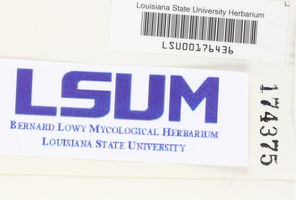 Louisiana State University Herbarium
LSU00176436
LSUM
BERNARD LOWY MYCOLOGICAL HERBARIUM
LOUISIANA STATE UNIVERSITY
174375